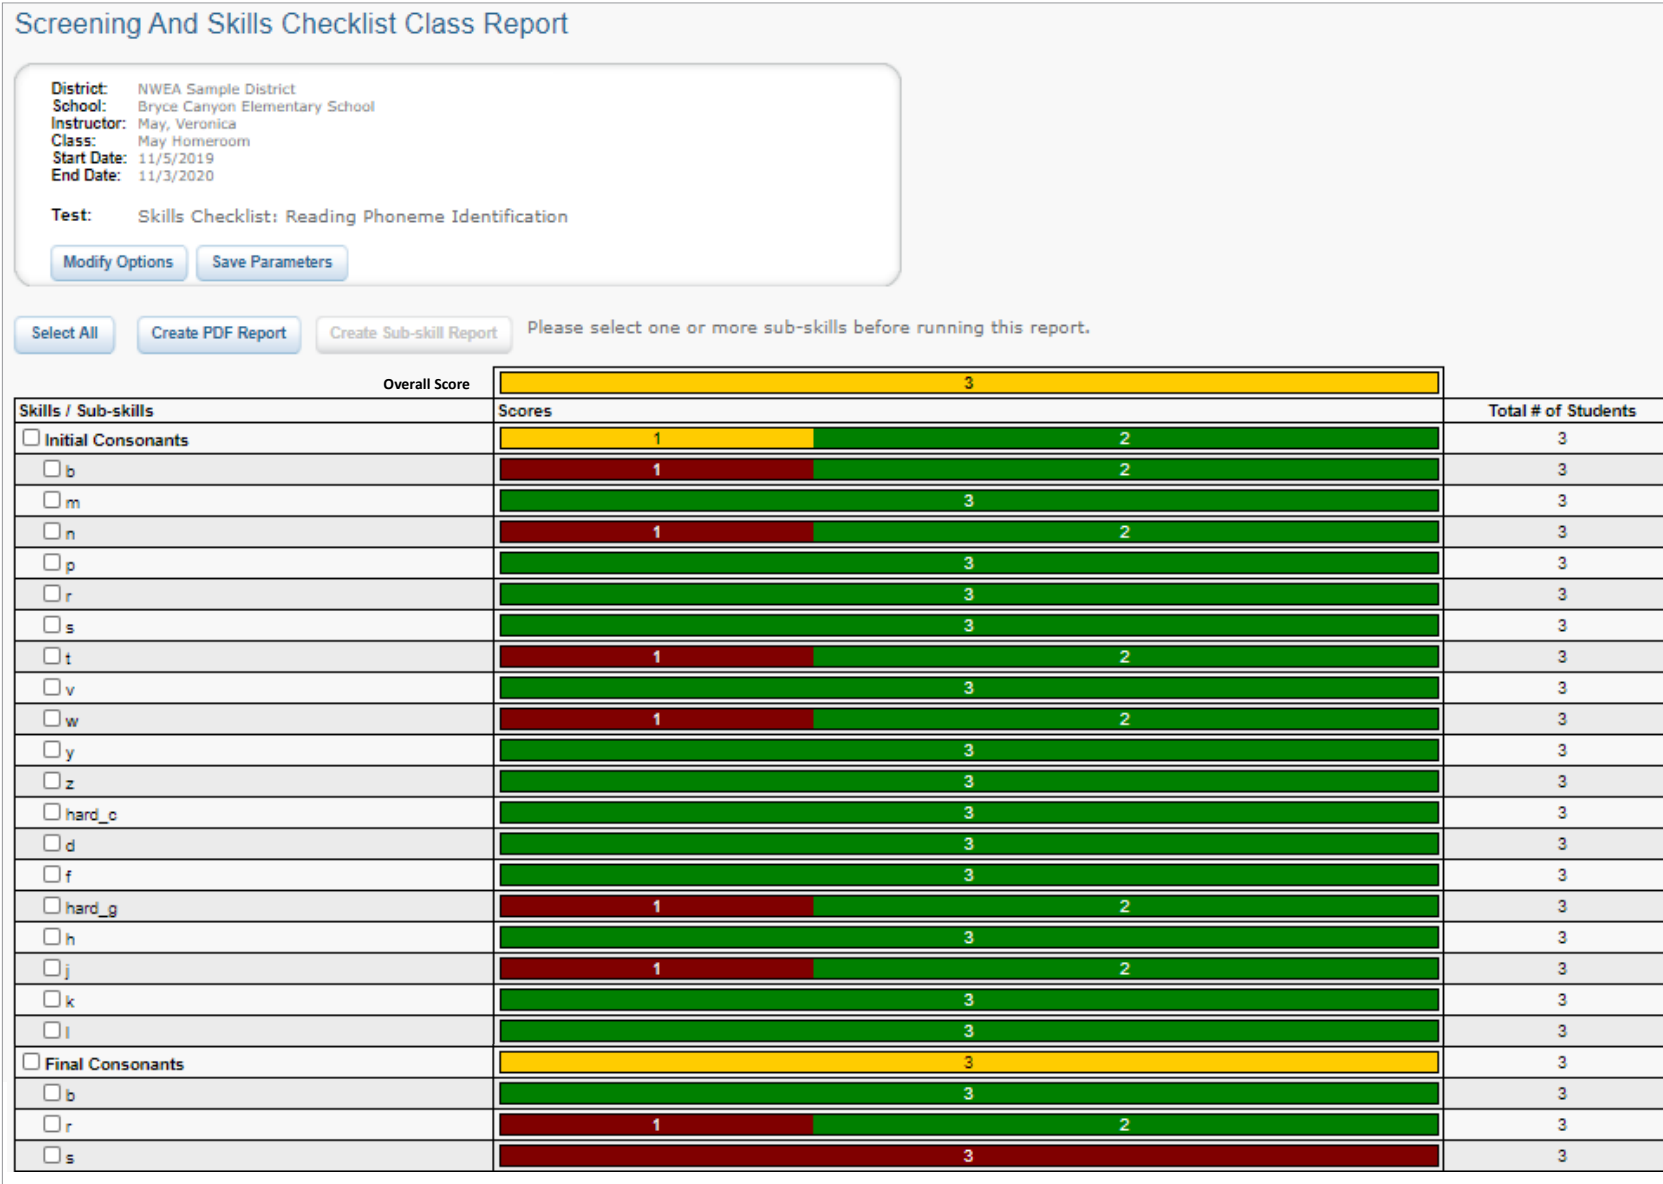 Screening And Skills Checklist Class Report
District: NWEA Sample District
School: Bryce Canyon Elementary School
Instructor: May, Veronica
Class: May Homeroom
Start Date: 11/5/2019
End Date: 11/3/2020
Test: Skills Checklist: Reading Phoneme Identification
Modify Options Save Parameters
Select All Create PDF Report Create Sub-skill Report Please select one or more sub-skills before running this report.
Overall Score 3
Skills / Sub-skills Scores Total # of Students
Initial Consonants 1 2 3
b 1 2 3
m 3 3
n 1 2 3
p 3 3
r 3 3
s 3 3
t 1 2 3
v 3 3
w 1 2 3
y 3 3
z 3 3
hard_c 3 3
d 3 3
f 3 3
hard_g 1 2 3
h 3 3
j 1 2 3
k 3 3
l 3 3
Final Consonants 3 3
b 3 3
r 1 2 3
s 3 3